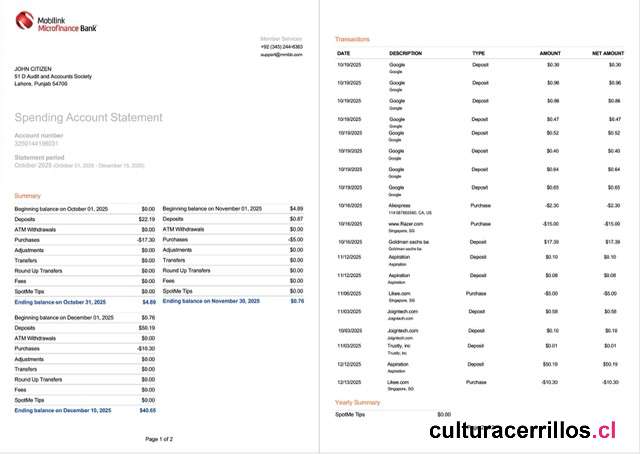 Mobilink
Microfinance Bank
Member Services
+92 (345) 244-6363
support@mmbl.com
JOHN CITIZEN
51 D Audit and Accounts Society
Lahore, Punjab 54700
Spending Account Statement
Account number
Statement period
October 2025 (October 01, 2025 - December 10, 2025)
Summary
Beginning balance on October 01, 2025 $0.00
Deposits $22.19
ATM Withdrawals $0.00
Purchases -$17.30
Adjustments $0.00
Transfers $0.00
Round Up Transfers $0.00
Fees $0.00
SpotMe Tips $0.00
Ending balance on October 31, 2025 $4.89
Beginning balance on November 01, 2025 $4.89
Deposits $0.87
ATM Withdrawals $0.00
Purchases -$5.00
Adjustments $0.00
Transfers $0.00
Round Up Transfers $0.00
Fees $0.00
SpotMe Tips $0.00
Ending balance on November 30, 2025 $0.76
Beginning balance on December 01, 2025 $0.76
Deposits $50.19
ATM Withdrawals $0.00
Purchases -$10.30
Adjustments $0.00
Transfers $0.00
Round Up Transfers $0.00
Fees $0.00
SpotMe Tips $0.00
Ending balance on December 10, 2025 $40.65
Page 1 of 2
Transactions
DATE DESCRIPTION TYPE AMOUNT NET AMOUNT
10/19/2025 Google Deposit $0.36 $0.36
Google
10/19/2025 Google Deposit $0.96 $0.96
Google
10/19/2025 Google Deposit $0.86 $0.86
Google
10/19/2025 Google Deposit $0.47 $0.47
Google
10/19/2025 Google Deposit $0.52 $0.52
Google
10/19/2025 Google Deposit $0.40 $0.40
Google
10/19/2025 Google Deposit $0.64 $0.64
Google
10/19/2025 Google Deposit $0.65 $0.65
Google
10/16/2025 Aliexpress Purchase -$2.30 -$2.30
CA, US
10/16/2025 www.Razer.com Purchase -$15.00 -$15.00
Singapore, SG
10/16/2025 Goldman sachs ba Deposit $17.39 $17.39
Goldman sachs ba
11/12/2025 Aspiration Deposit $0.10 $0.10
Aspiration
11/12/2025 Aspiration Deposit $0.08 $0.08
Aspiration
11/06/2025 Likee.com Purchase -$5.00 -$5.00
Singapore, SG
11/03/2025 Joigntech.com Deposit $0.58 $0.58
Joigntech.com
10/03/2025 Joigntech.com Deposit $0.10 $0.10
Joigntech.com
11/03/2025 Trustly, inc Deposit $0.01 $0.01
Trustly, inc
12/12/2025 Aspiration Deposit $50.19 $50.19
Aspiration
12/13/2025 Likee.com Purchase -$10.30 -$10.30
Singapore, SG
Yearly Summary
SpotMe Tips $0.00
culturacerrillos.cl